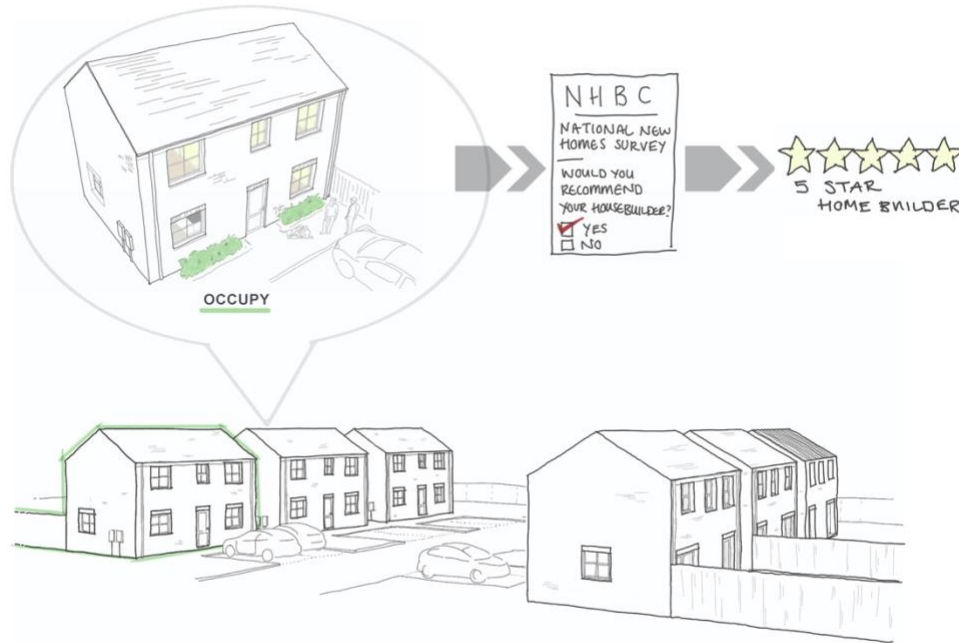 NHBC
NATIONAL NEW
HOMES SURVEY
WOULD YOU
RECOMMEND
YOUR HOUSEBUILDER?
YES
NO
5 STAR
HOME BUILDER
OCCUPY